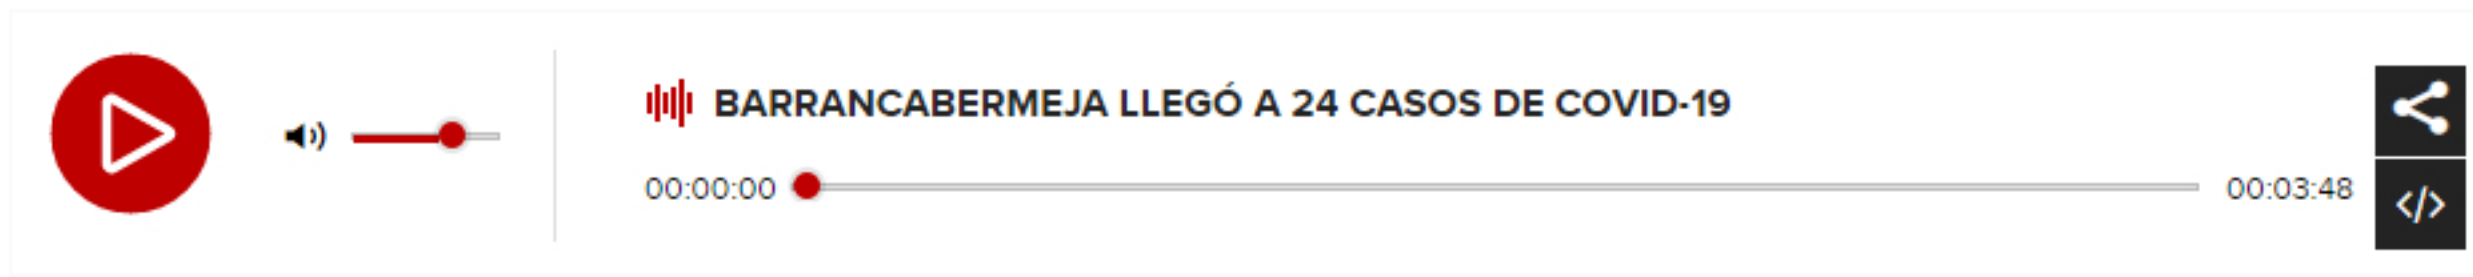 BARRANCABERMEJA LLEGÓ A 24 CASOS DE COVID-19
00:00:00 00:03:48